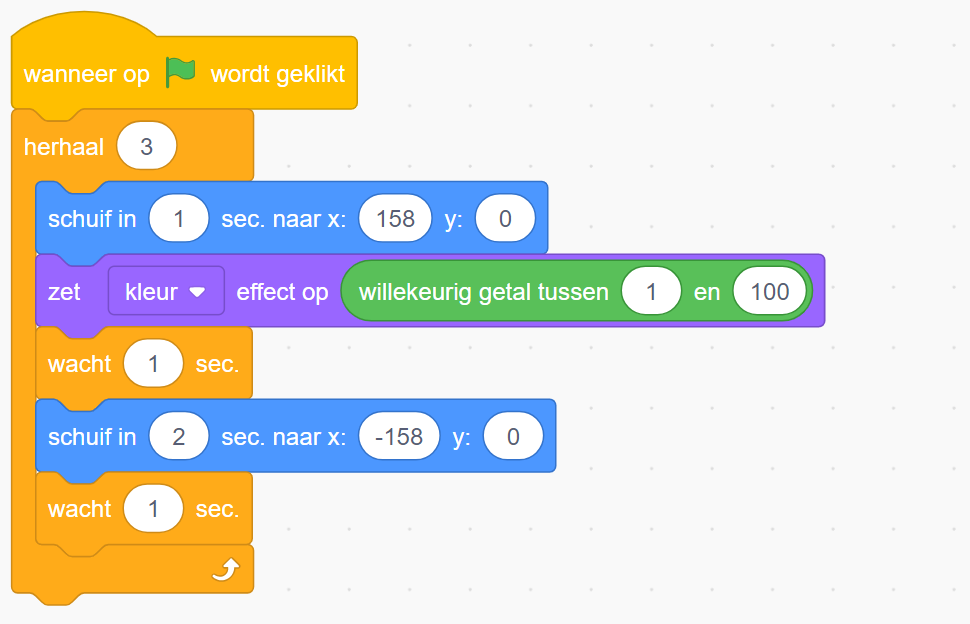 wanneer op wordt geklikt
herhaal 3
schuif in 1 sec. naar x: 158 y: 0
zet kleur effect op willekeurig getal tussen 1 en 100
wacht 1 sec.
schuif in 2 sec. naar x: -158 y: 0
wacht 1 sec.